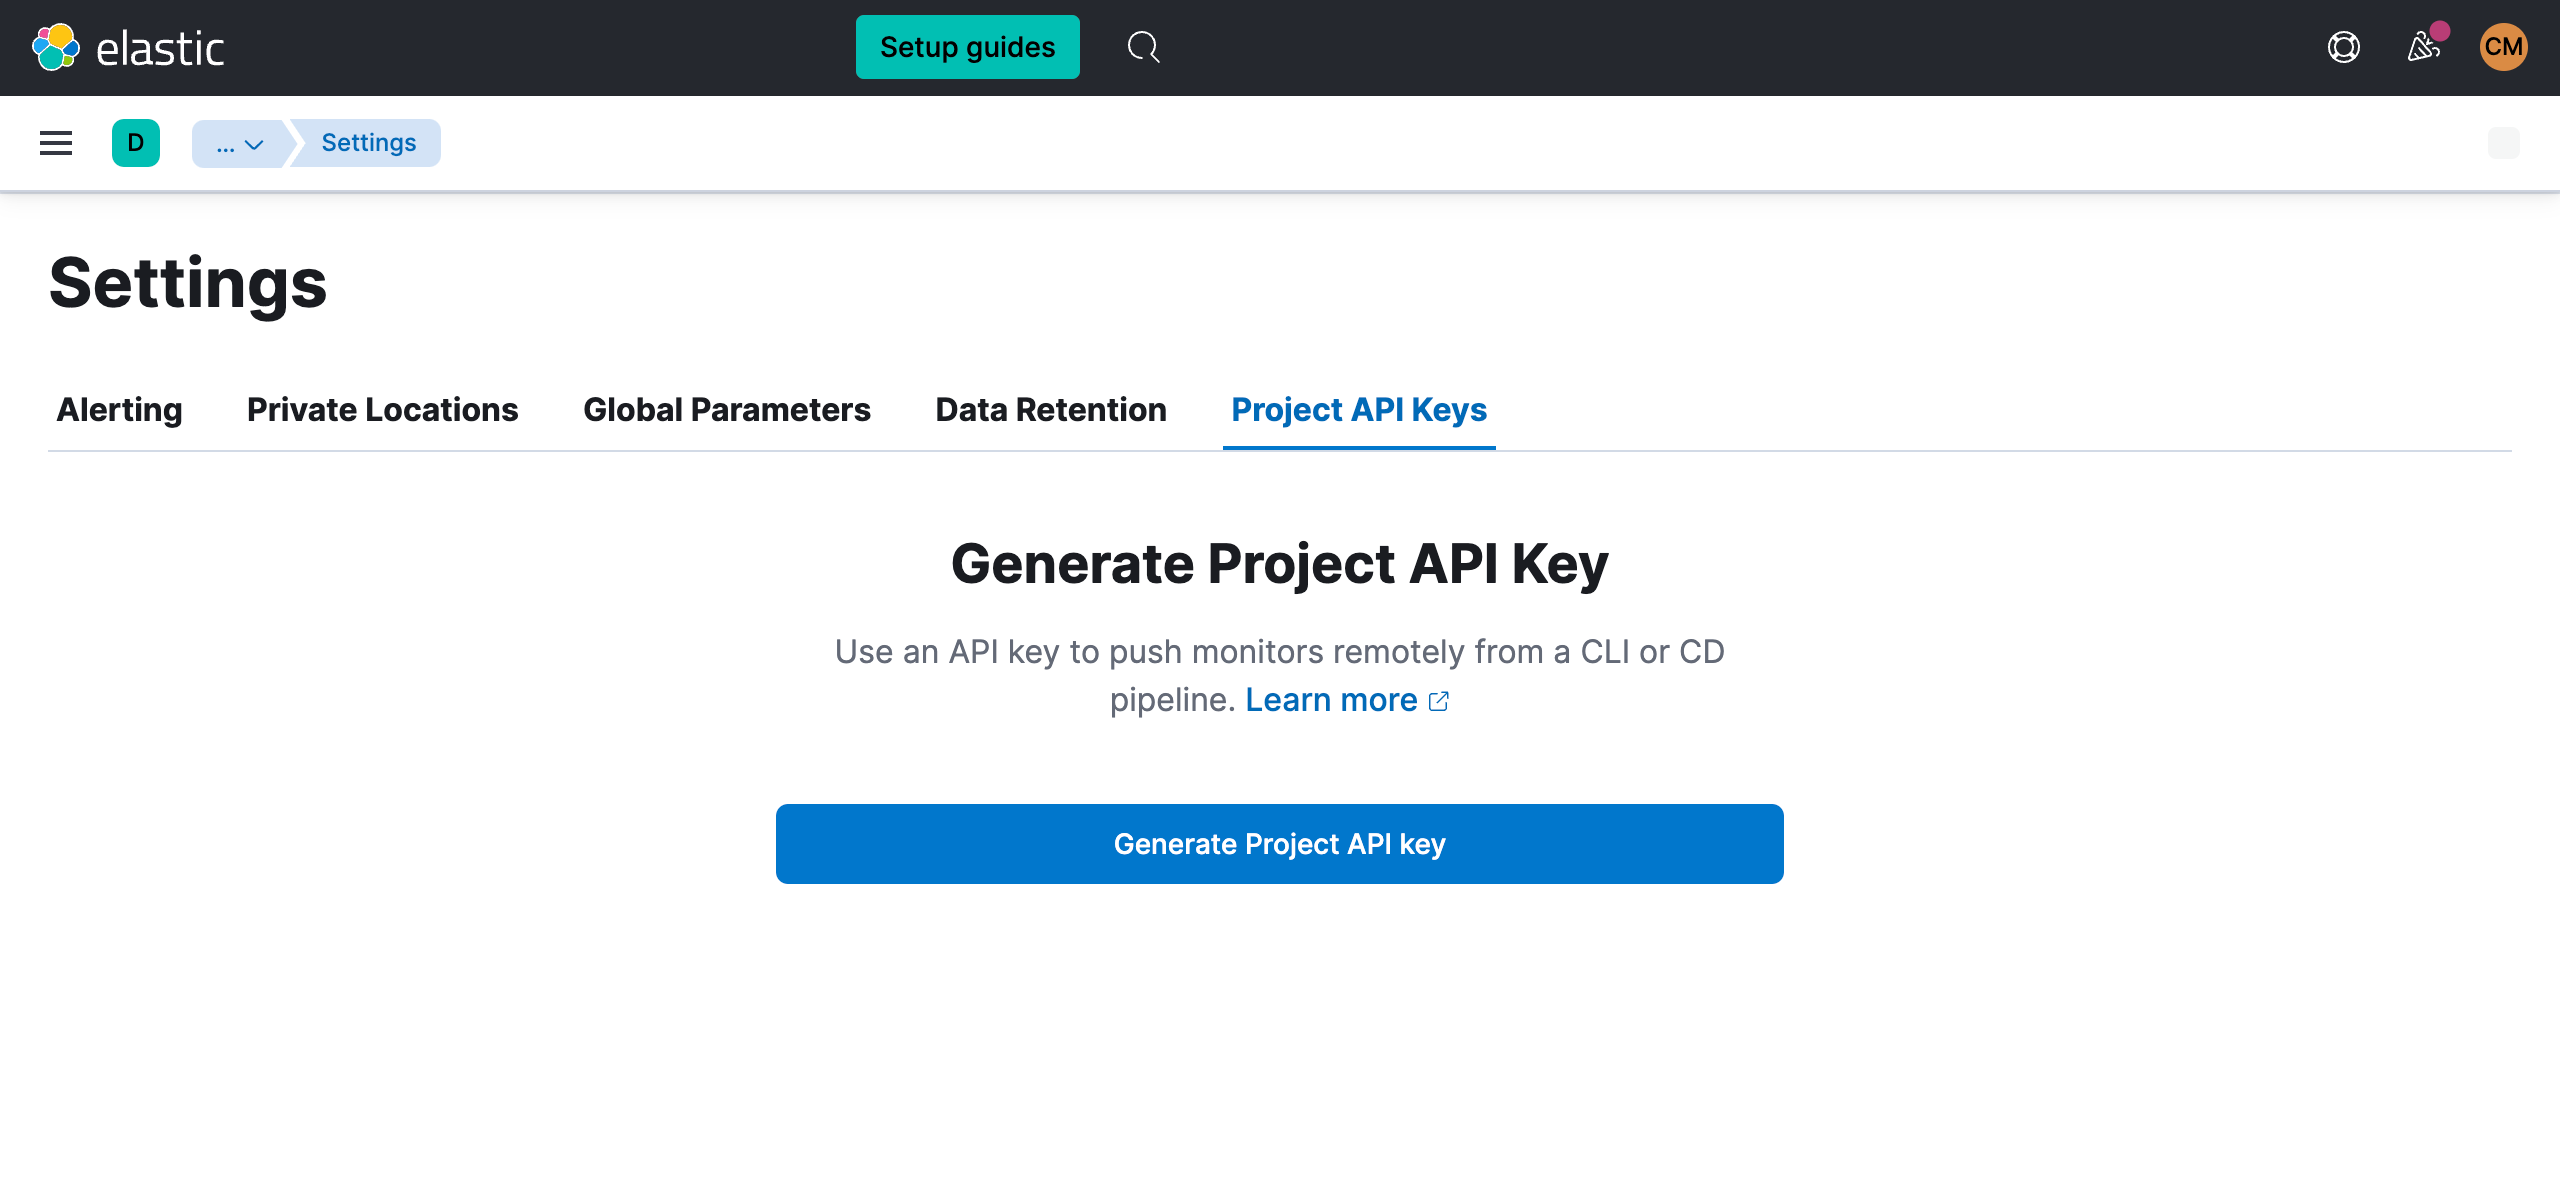 elastic
Setup guides
CM
D
... Settings
Settings
Alerting Private Locations Global Parameters Data Retention Project API Keys
Generate Project API Key
Use an API key to push monitors remotely from a CLI or CD
pipeline. Learn more
Generate Project API key